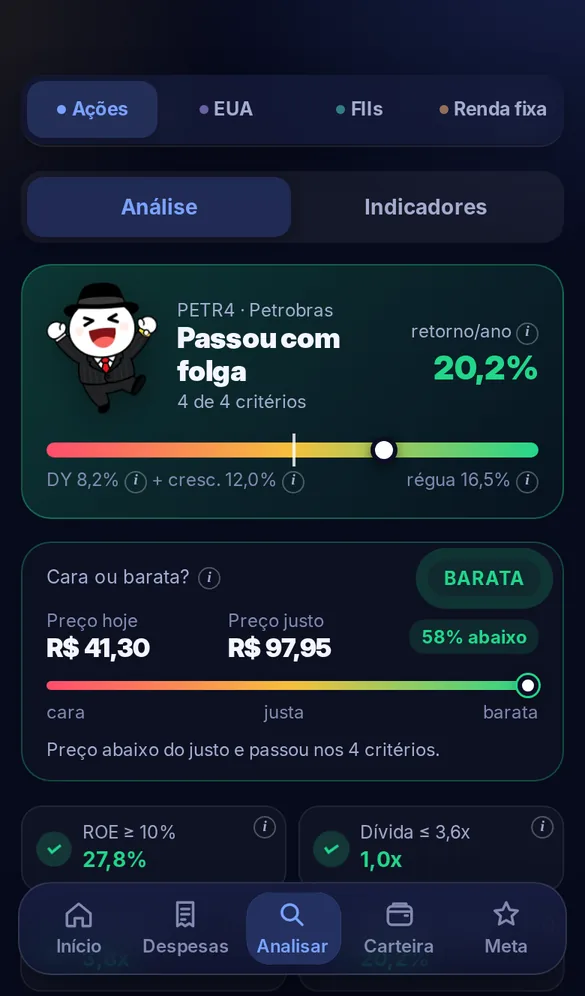 Ações
EUA
FIIs
Renda fixa
Análise
Indicadores
PETR4 · Petrobras
Passou com
folga
4 de 4 critérios
retorno/ano i
20,2%
DY 8,2% i + cresc. 12,0% i
régua 16,5% i
Cara ou barata? i
BARATA
Preço hoje
R$ 41,30
Preço justo
R$ 97,95
58% abaixo
cara
justa
barata
Preço abaixo do justo e passou nos 4 critérios.
ROE ≥ 10% i
27,8%
Dívida ≤ 3,6x i
1,0x
Início
Despesas
Analisar
Carteira
Meta